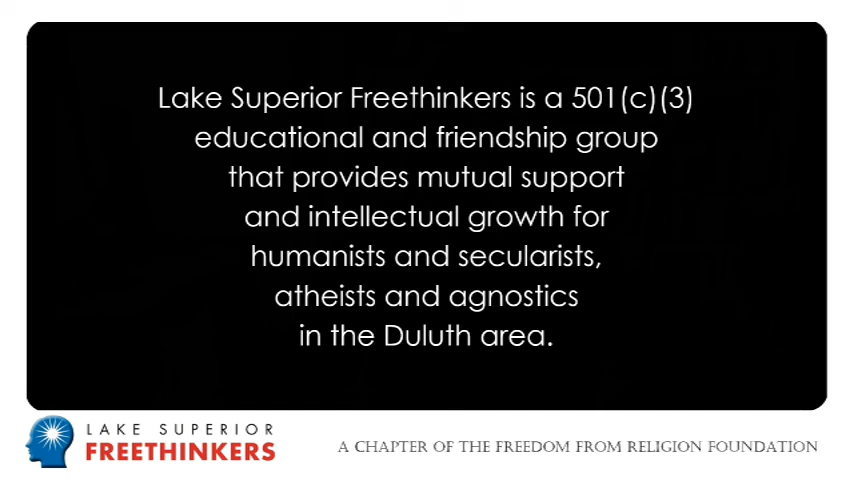 Lake Superior Freethinkers is a 501(c)(3)
educational and friendship group
that provides mutual support
and intellectual growth for
humanists and secularists,
atheists and agnostics
in the Duluth area.
LAKE SUPERIOR
FREETHINKERS
A CHAPTER OF THE FREEDOM FROM RELIGION FOUNDATION